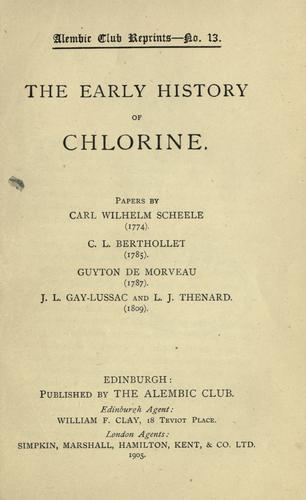 Alembic Club Reprints—No. 13.
THE EARLY HISTORY
OF
CHLORINE.
PAPERS BY
CARL WILHELM SCHEELE
(1774).
C. L. BERTHOLLET
(1785).
GUYTON DE MORVEAU
(1787).
J. L. GAY-LUSSAC AND L. J. THENARD.
(1809).
EDINBURGH:
PUBLISHED BY THE ALEMBIC CLUB.
Edinburgh Agent:
WILLIAM F. CLAY, 18 TEVIOT PLACE.
London Agents:
SIMPKIN, MARSHALL, HAMILTON, KENT, & CO. LTD.
1905.